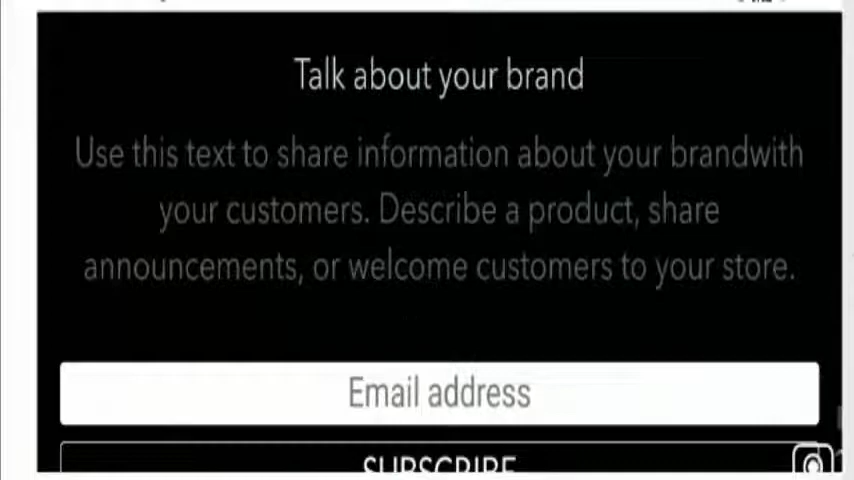 Talk about your brand
Use this text to share information about your brandwith
your customers. Describe a product, share
announcements, or welcome customers to your store.
Email address
SUBSCRIBE